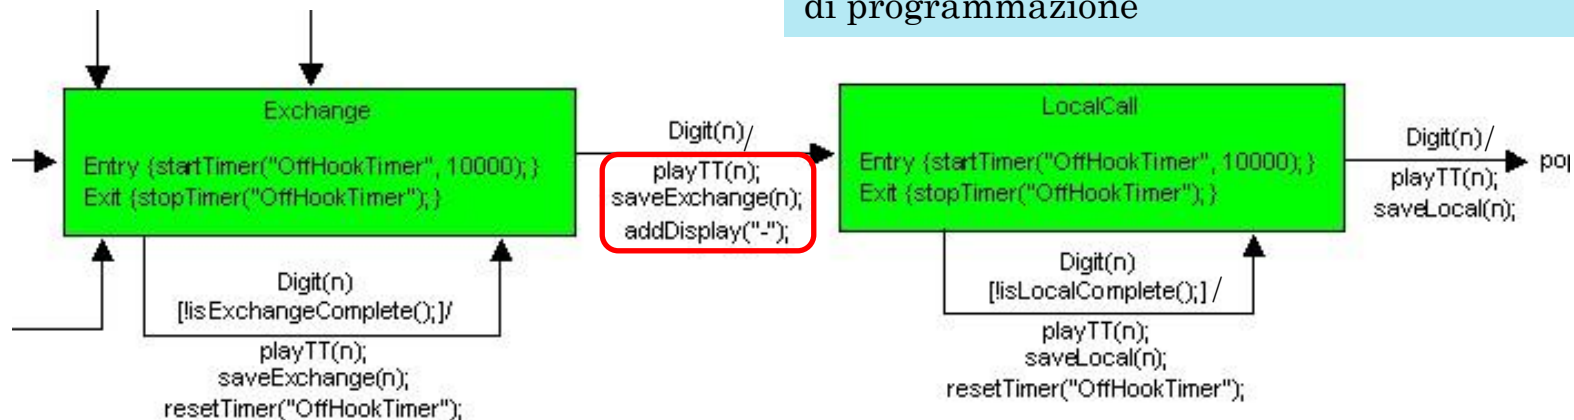 di programmazione
Exchange
Entry {startTimer("OffHookTimer", 10000); }
Exit {stopTimer("OffHookTimer"); }
Digit(n)/
playTT(n);
saveExchange(n);
addDisplay("-");
LocalCall
Entry {startTimer("OffHookTimer", 10000); }
Exit {stopTimer("OffHookTimer"); }
Digit(n)/
playTT(n);
saveLocal(n);
pop
Digit(n)
[!isExchangeComplete();]/
playTT(n);
saveExchange(n);
resetTimer("OffHookTimer");
Digit(n)
[!isLocalComplete();] /
playTT(n);
saveLocal(n);
resetTimer("OffHookTimer");